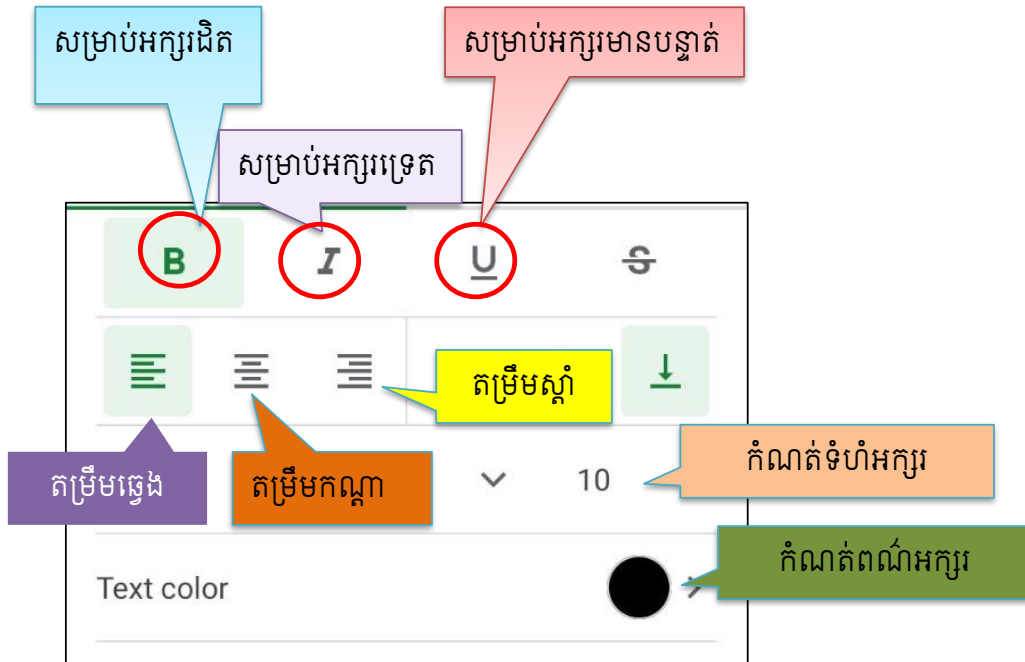 សម្រាប់អក្សរដិត
សម្រាប់អក្សរមានបន្ទាត់
សម្រាប់អក្សរទ្រេត
B
I
U
S
តម្រឹមស្ដាំ
តម្រឹមឆ្វេង
តម្រឹមកណ្ដា
10
កំណត់ទំហំអក្សរ
Text color
កំណត់ពណ៌អក្សរ